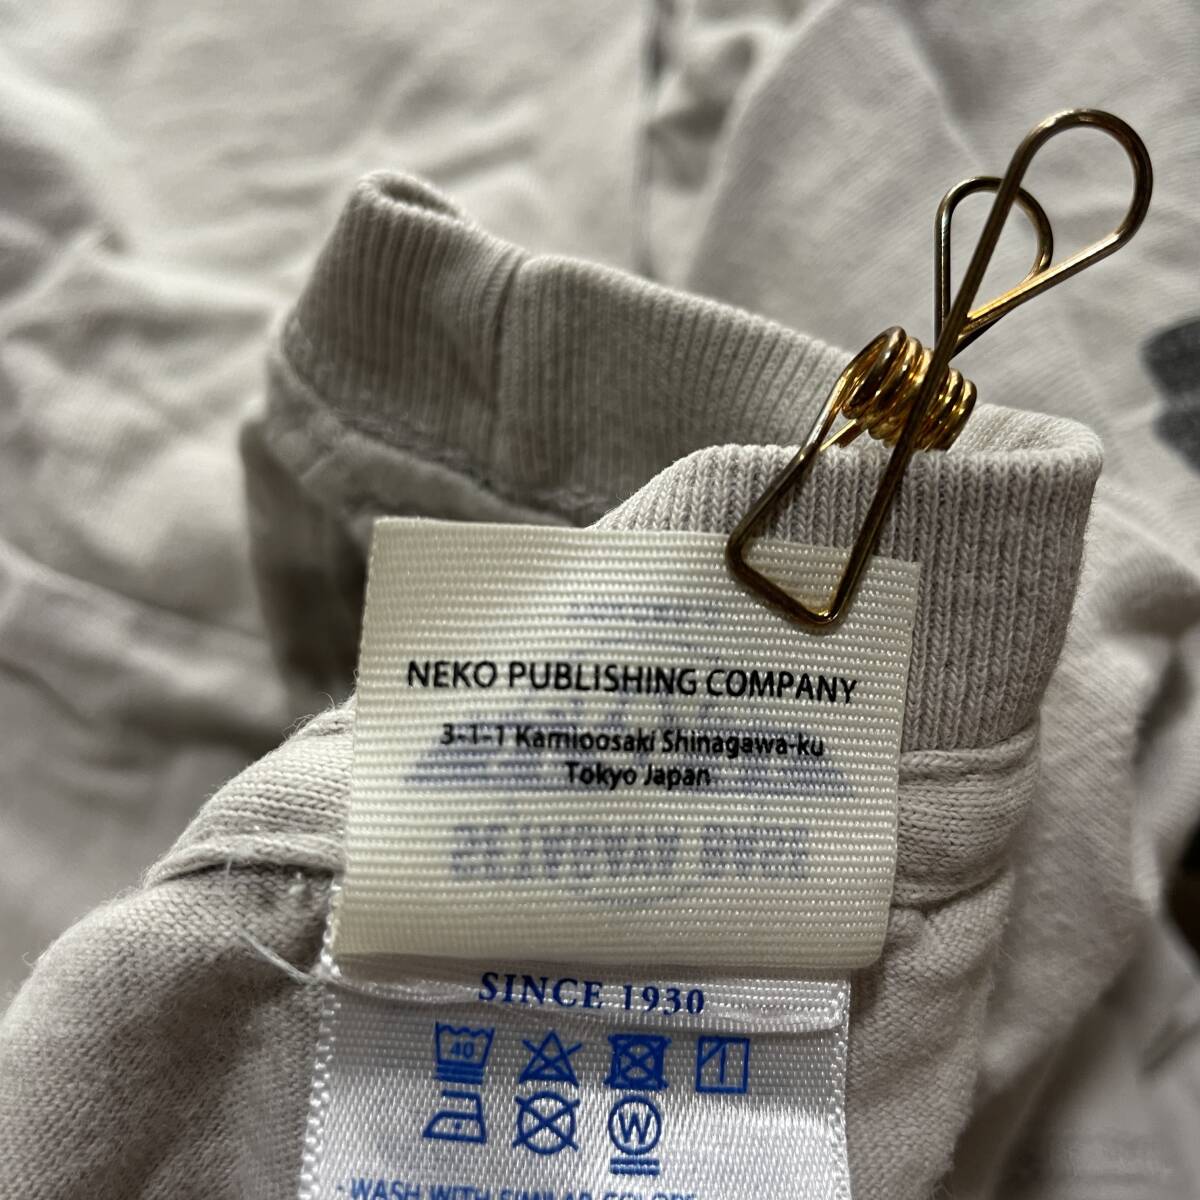 NEKO PUBLISHING COMPANY
3-1-1 Kamioosaki Shinagawa-ku
Tokyo Japan
SINCE 1930
40
W
- WASH WITH SIMILAR COLORS